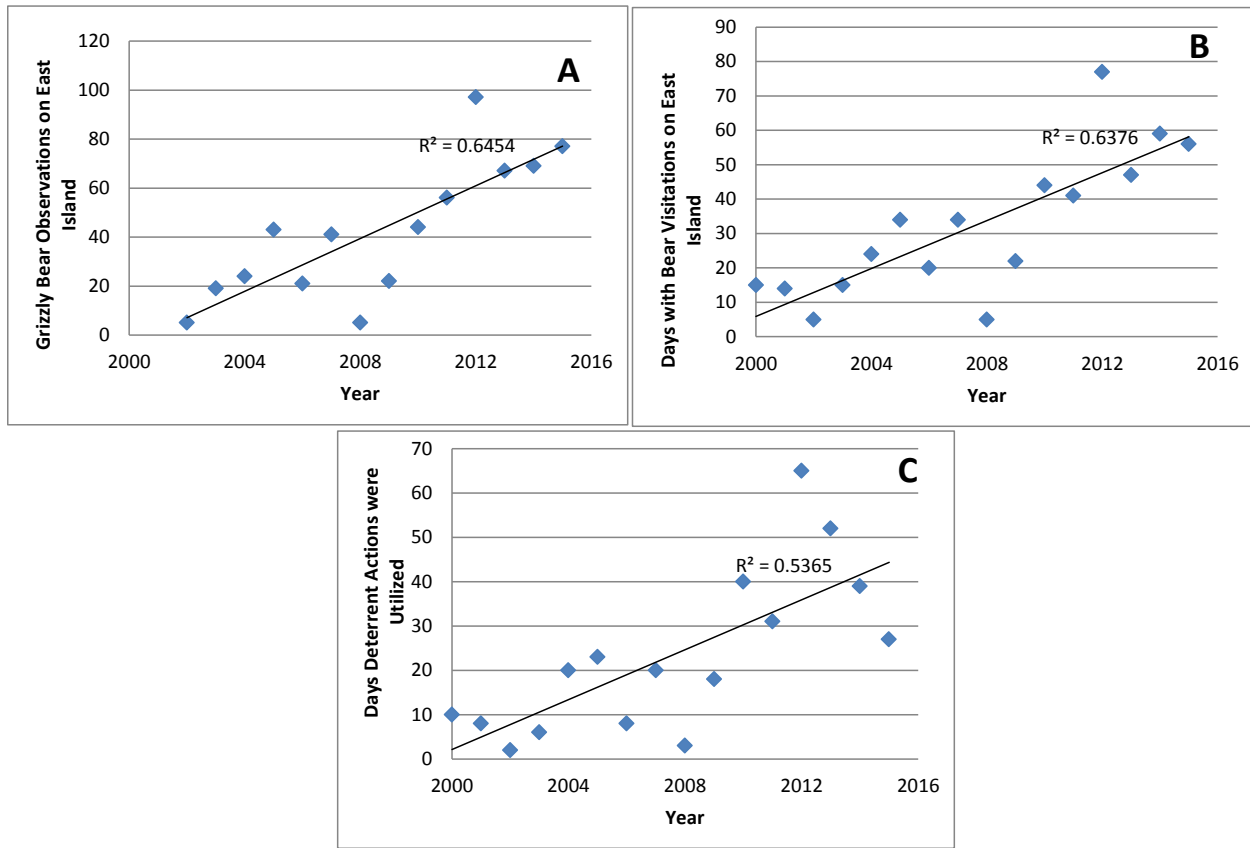 A
Grizzly Bear Observations on East
Island
120
100
80
60
40
20
0
R² = 0.6454
2000 2004 2008 2012 2016
Year
B
Days with Bear Visitations on East
Island
90
80
70
60
50
40
30
20
10
0
R² = 0.6376
2000 2004 2008 2012 2016
Year
C
Days Deterrent Actions were
Utilized
70
60
50
40
30
20
10
0
R² = 0.5365
2000 2004 2008 2012 2016
Year